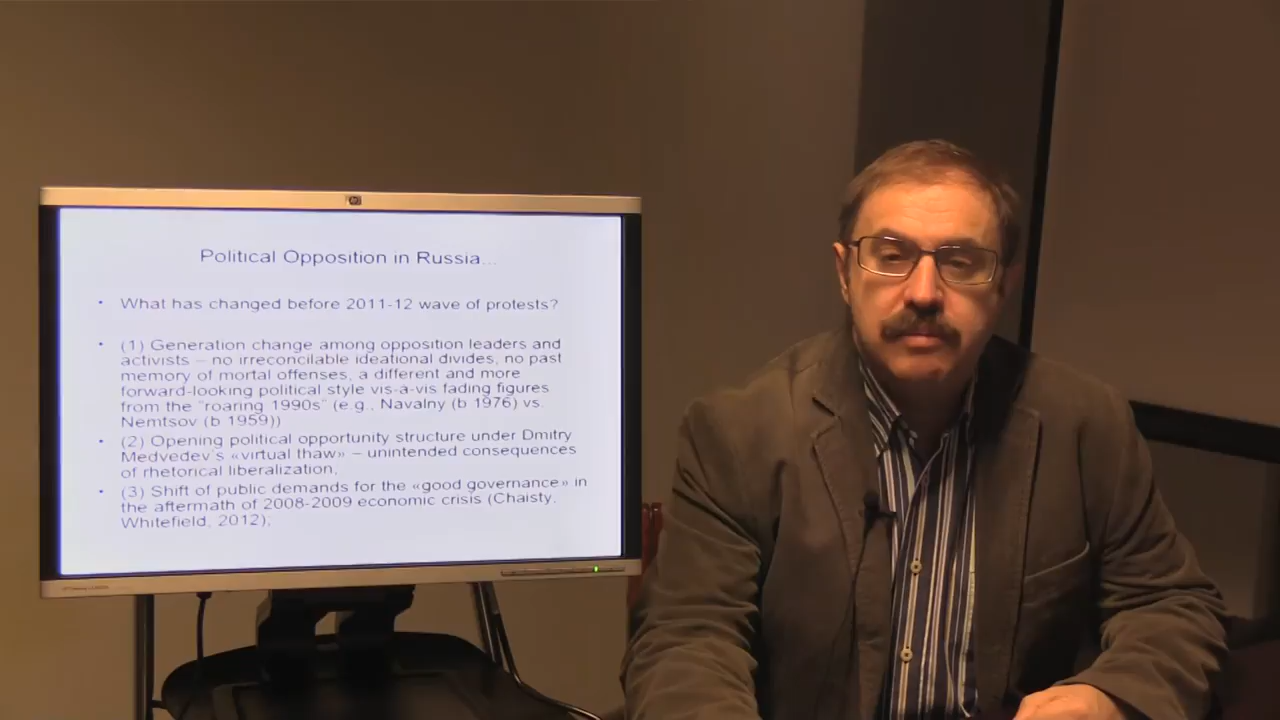 Political Opposition in Russia...
• What has changed before 2011-12 wave of protests?
• (1) Generation change among opposition leaders and
activists – no irreconcilable ideational divides, no past
memory of mortal offenses, a different and more
forward-looking political style vis-a-vis fading figures
from the "roaring 1990s" (e.g., Navalny (b 1976) vs.
Nemtsov (b 1959))
• (2) Opening political opportunity structure under Dmitry
Medvedev's «virtual thaw» – unintended consequences
of rhetorical liberalization,
• (3) Shift of public demands for the «good governance» in
the aftermath of 2008-2009 economic crisis (Chaisty,
Whitefield, 2012);
hp